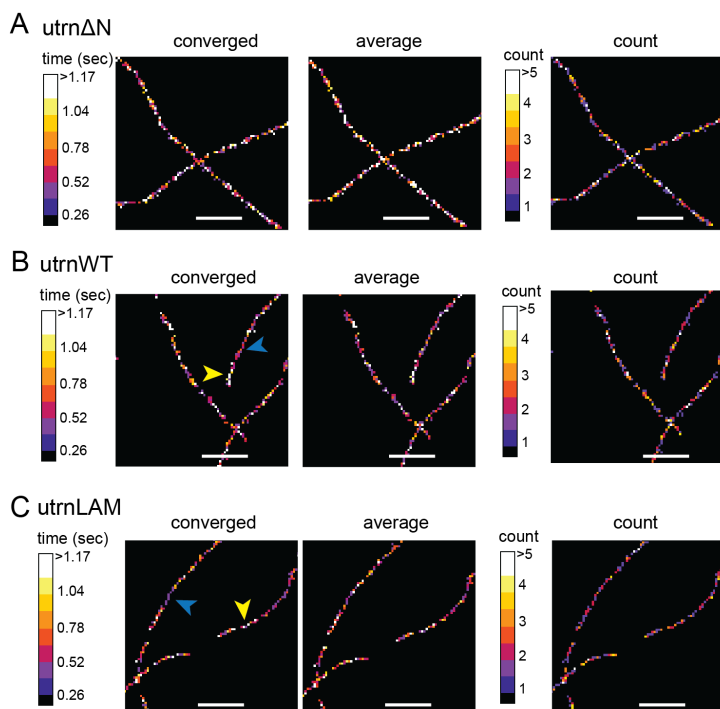 A utrnΔN
converged average count
time (sec) count
>1.17 >5
1.04 4
0.78 3
0.52 2
0.26 1
B utrnWT
converged average count
time (sec) count
>1.17 >5
1.04 4
0.78 3
0.52 2
0.26 1
C utrnLAM
converged average count
time (sec) count
>1.17 >5
1.04 4
0.78 3
0.52 2
0.26 1